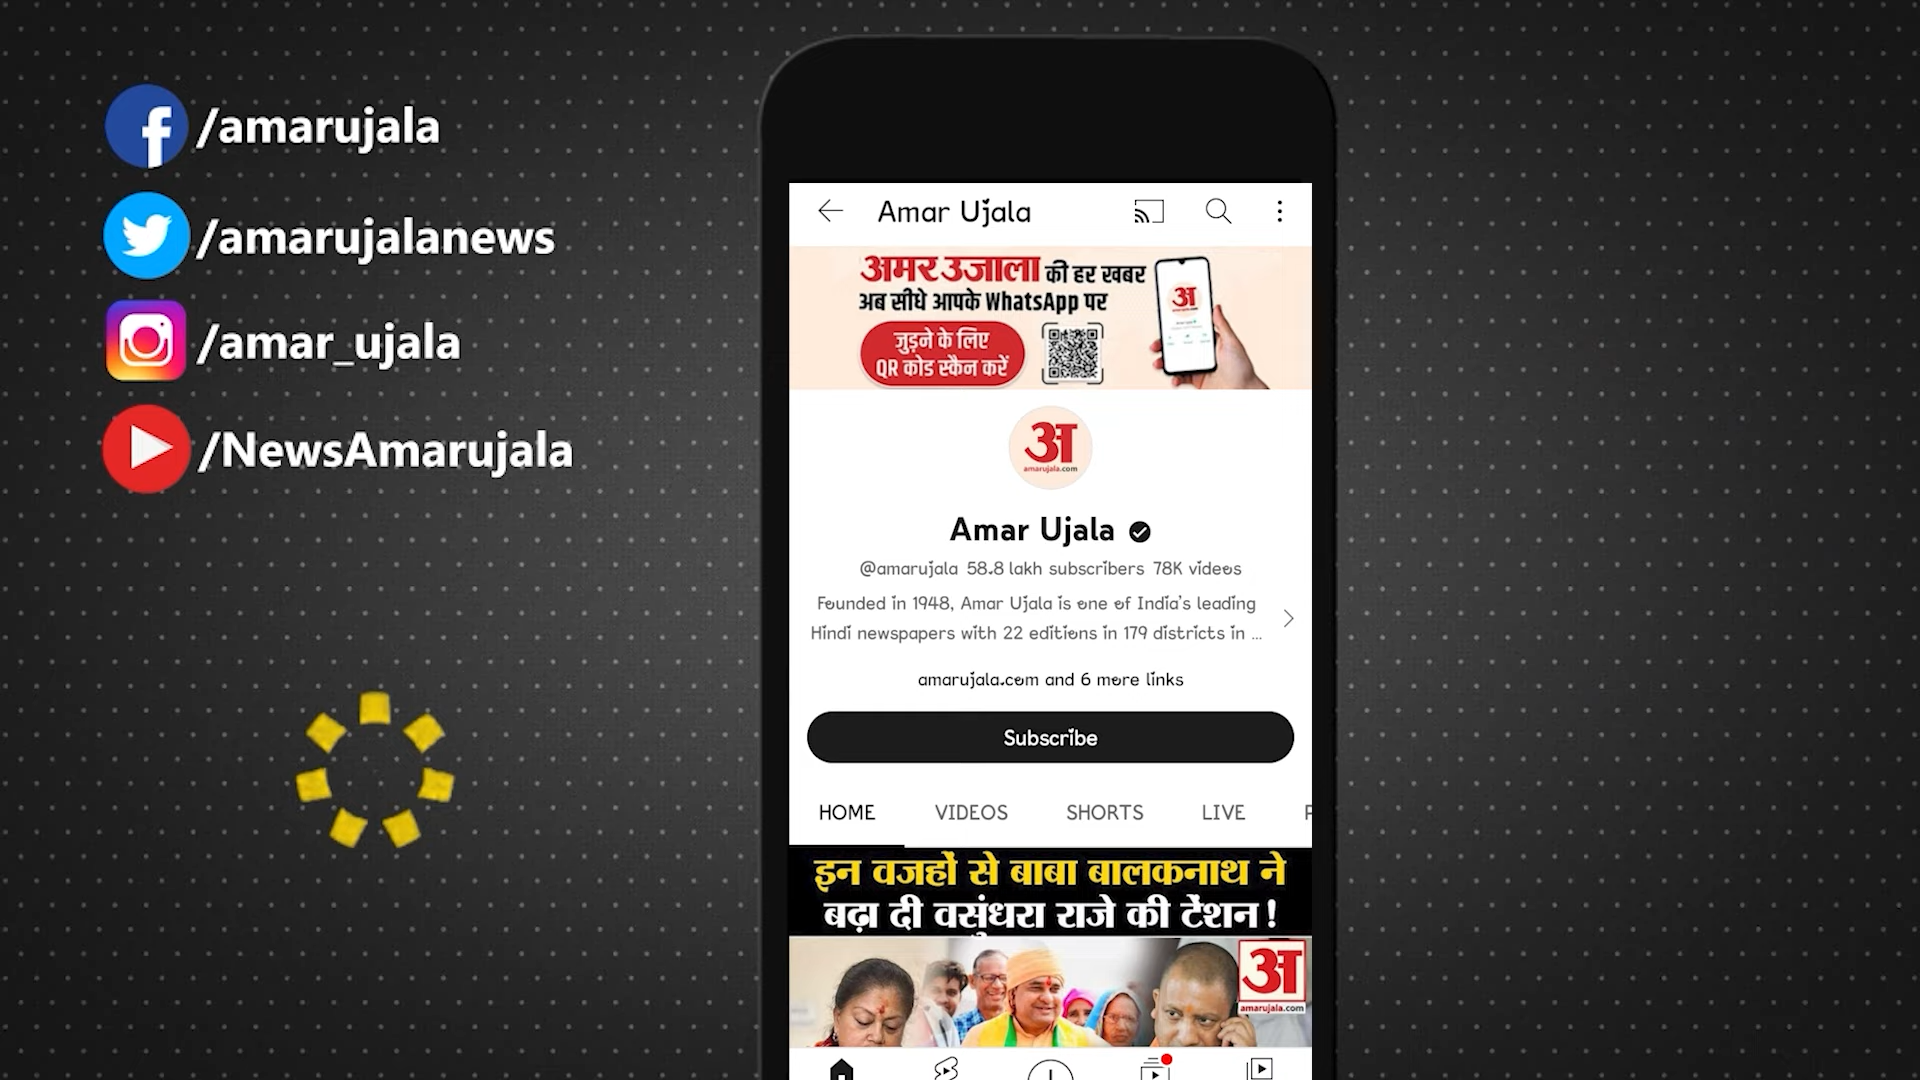 /amarujala
/amarujalanews
/amar_ujala
/NewsAmarujala
Amar Ujala
अमर उजाला की हर खबर
अब सीधे आपके WhatsApp पर
जुड़ने के लिए
QR कोड स्कैन करें
अ
अ
amarujala.com
Amar Ujala
@amarujala 58.8 lakh subscribers 78K videos
Founded in 1948, Amar Ujala is one of India's leading
Hindi newspapers with 22 editions in 179 districts in ...
amarujala.com and 6 more links
Subscribe
HOME VIDEOS SHORTS LIVE
इन वजहों से बाबा बालकनाथ ने
बढ़ा दी वसुंधरा राजे की टेंशन!
अ
amarujala.com